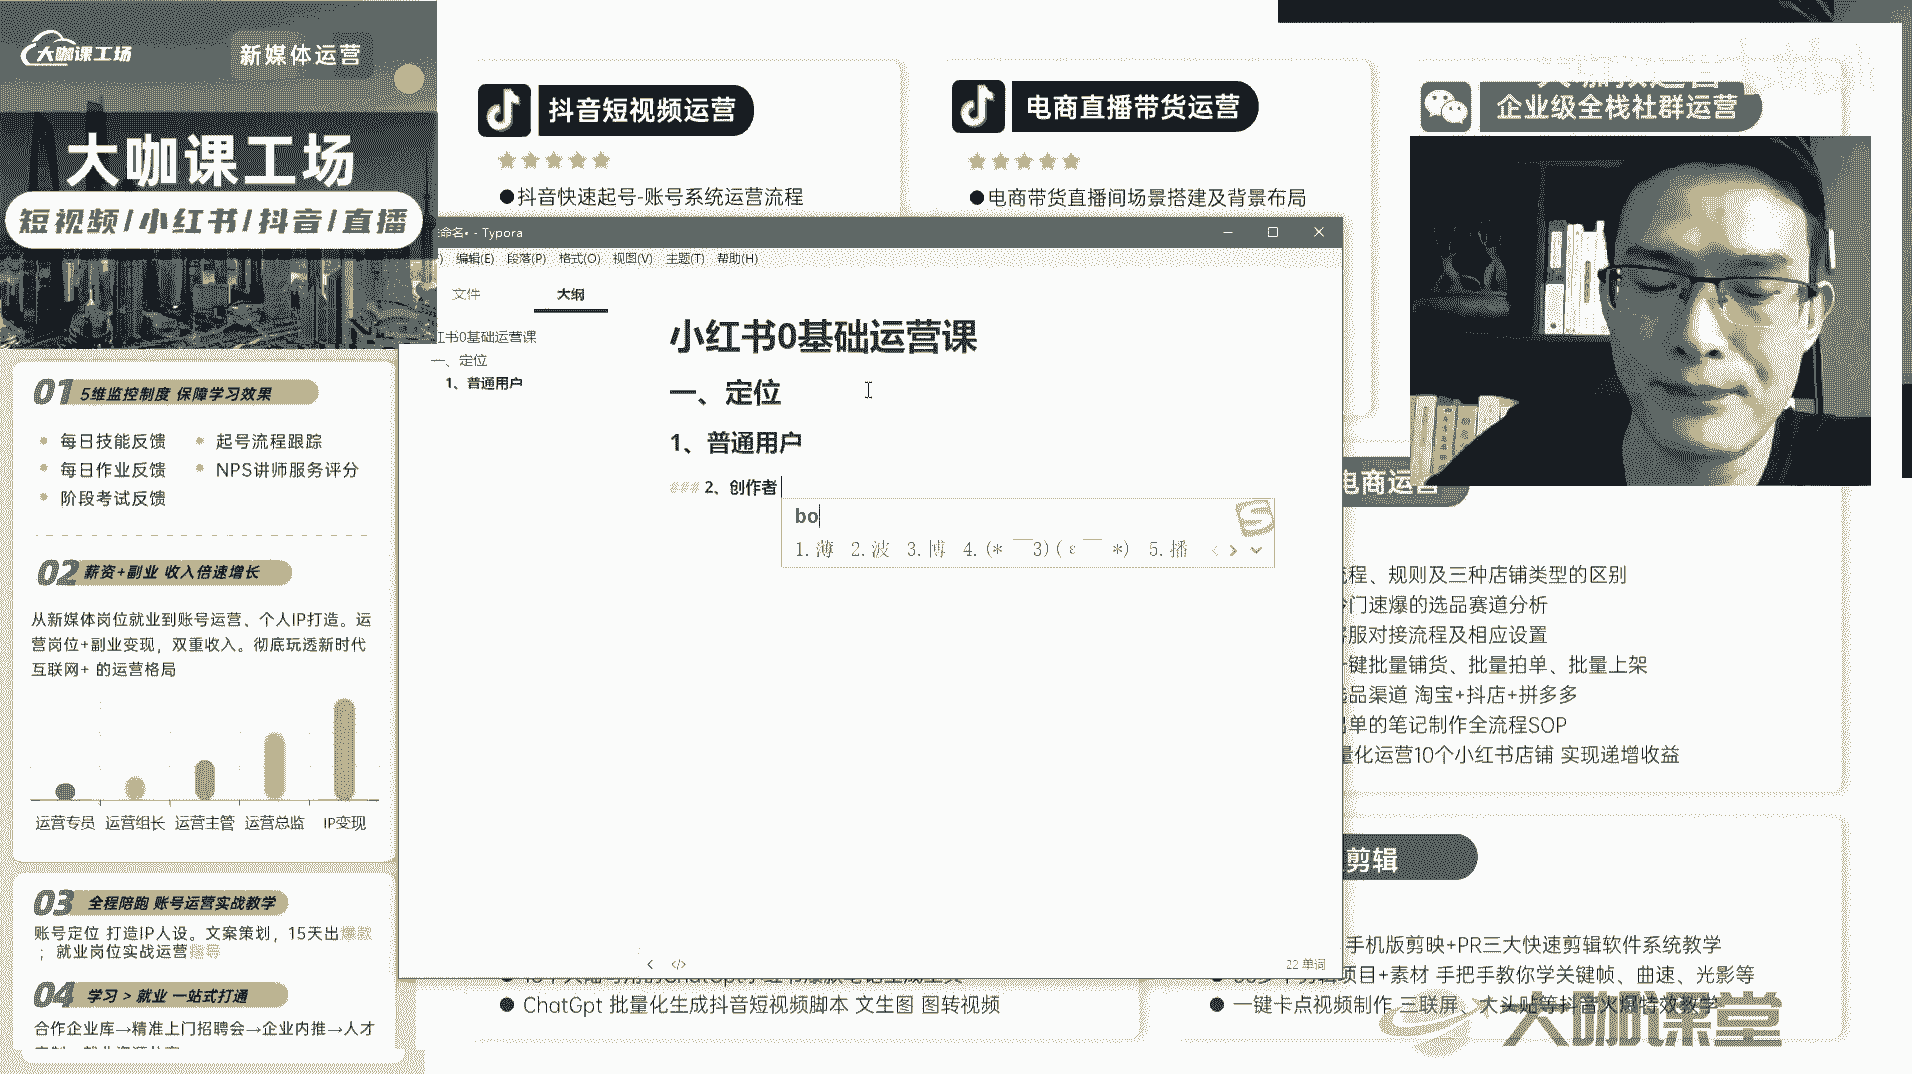 大咖课工场
新媒体运营
大咖课工场
短视频/小红书/抖音/直播
01 5维监控制度 保障学习效果
每日技能反馈
起号流程跟踪
每日作业反馈
NPS讲师服务评分
阶段考试反馈
02 薪资+副业 收入倍速增长
从新媒体岗位就业到账号运营、个人IP打造。运
营岗位+副业变现，双重收入。彻底玩透新时代
互联网+ 的运营格局
运营专员 运营组长 运营主管 运营总监 IP变现
03 全程陪跑 账号运营实战教学
账号定位 打造IP人设。文案策划，15天出爆款
；就业岗位实战运营指导
04 学习 > 就业 一站式打通
合作企业库→精准上门招聘会→企业内推→人才
抖音短视频运营
●抖音快速起号-账号系统运营流程
电商直播带货运营
●电商带货直播间场景搭建及背景布局
企业级全栈社群运营
命名• - Typora
编辑(E) 段落(P) 格式(O) 视图(V) 主题(T) 帮助(H)
文件 大纲
红书0基础运营课
一、定位
1、普通用户
小红书0基础运营课
一、定位
1、普通用户
### 2、创作者
bo
1.薄 2.波 3.博 4.(*￣3)(ε￣*) 5.播
</> 22 单词
电商运营
流程、规则及三种店铺类型的区别
冷门速爆的选品赛道分析
客服对接流程及相应设置
一键批量铺货、批量拍单、批量上架
选品渠道 淘宝+抖店+拼多多
出单的笔记制作全流程SOP
量化运营10个小红书店铺 实现递增收益
剪辑
手机版剪映+PR三大快速剪辑软件系统教学
项目+素材 手把手教你学关键帧、曲速、光影等
● 一键卡点视频制作 三联屏、大头贴等抖音火爆特效教学
● ChatGpt 批量化生成抖音短视频脚本 文生图 图转视频
大咖课堂